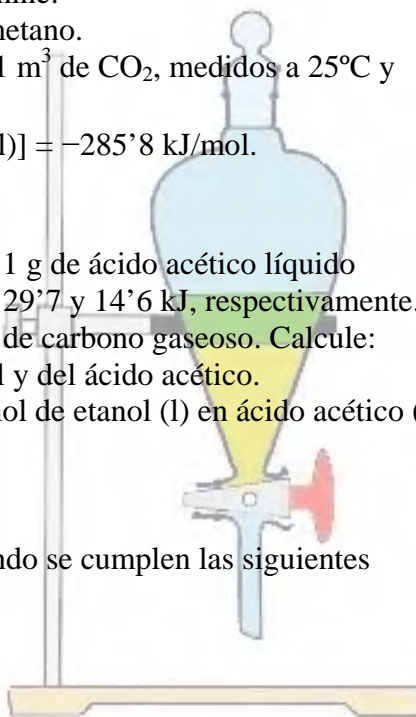 metano.
1 m³ de CO₂, medidos a 25ºC y
l)] = −285’8 kJ/mol.
1 g de ácido acético líquido
29’7 y 14’6 kJ, respectivamente.
de carbono gaseoso. Calcule:
l y del ácido acético.
nol de etanol (l) en ácido acético (
ndo se cumplen las siguientes